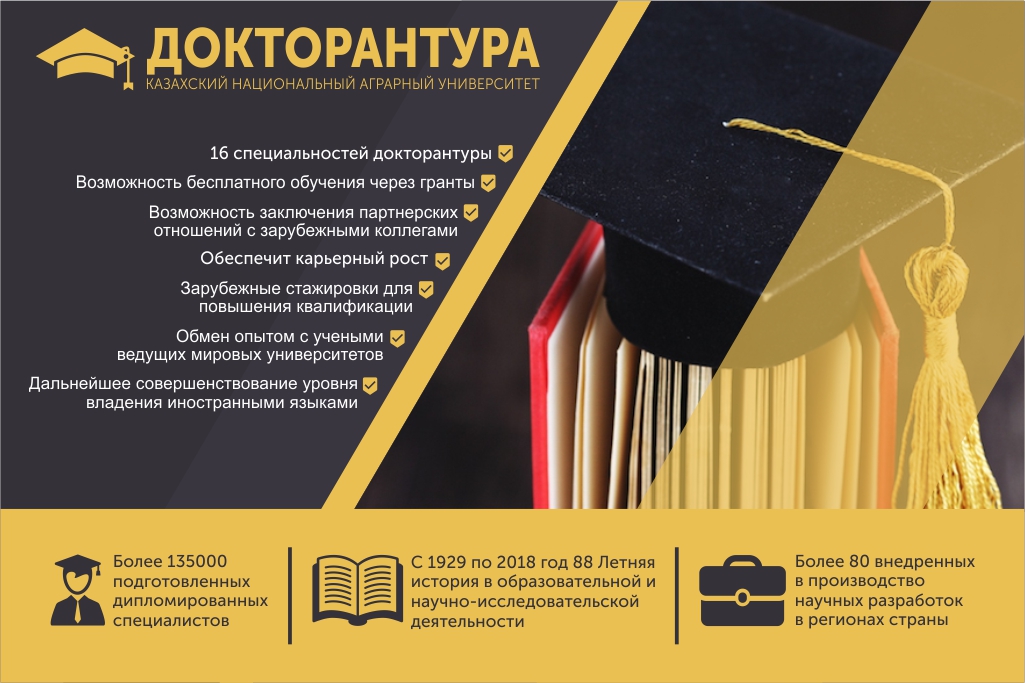 ДОКТОРАНТУРА
КАЗАХСКИЙ НАЦИОНАЛЬНЫЙ АГРАРНЫЙ УНИВЕРСИТЕТ
16 специальностей докторантуры
Возможность бесплатного обучения через гранты
Возможность заключения партнерских
отношений с зарубежными коллегами
Обеспечит карьерный рост
Зарубежные стажировки для
повышения квалификации
Обмен опытом с учеными
ведущих мировых университетов
Дальнейшее совершенствование уровня
владения иностранными языками
Более 135000
подготовленных
дипломированных
специалистов
С 1929 по 2018 год 88 Летняя
история в образовательной и
научно-исследовательской
деятельности
Более 80 внедренных
в производство
научных разработок
в регионах страны